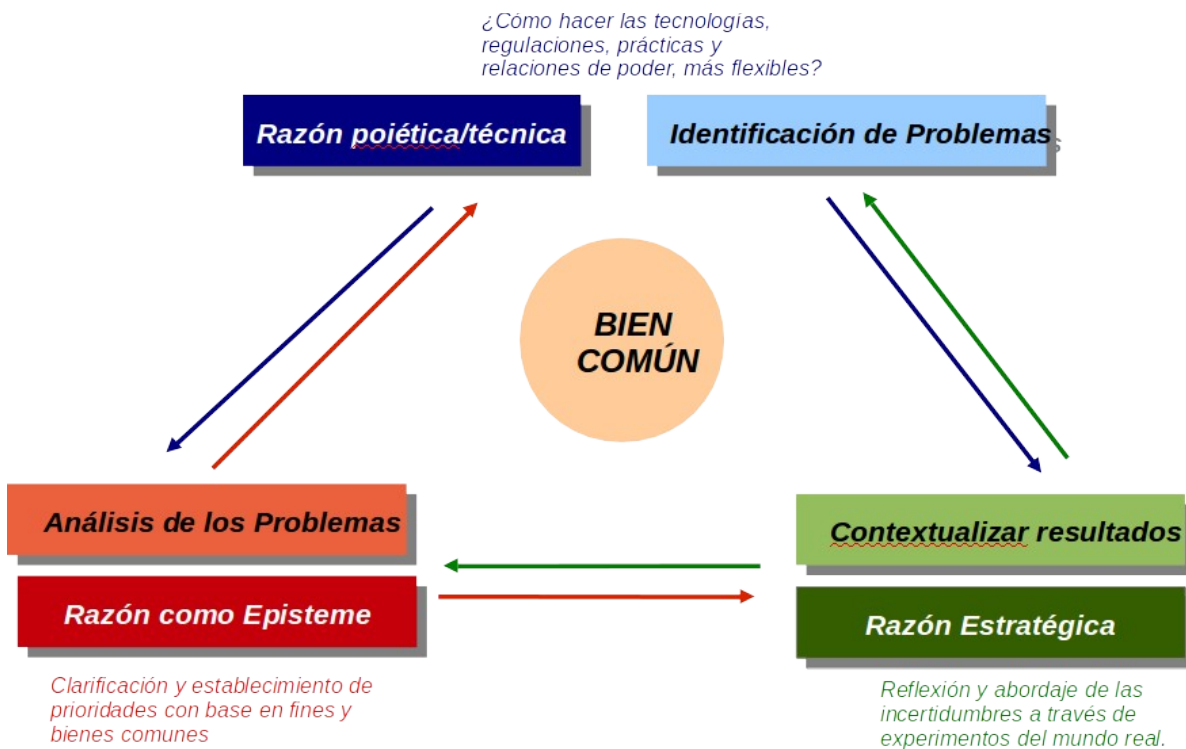 ¿Cómo hacer las tecnologías,
regulaciones, prácticas y
relaciones de poder, más flexibles?
Razón poiética/técnica
Identificación de Problemas
BIEN
COMÚN
Análisis de los Problemas
Razón como Episteme
Clarificación y establecimiento de
prioridades con base en fines y
bienes comunes
Contextualizar resultados
Razón Estratégica
Reflexión y abordaje de las
incertidumbres a través de
experimentos del mundo real.